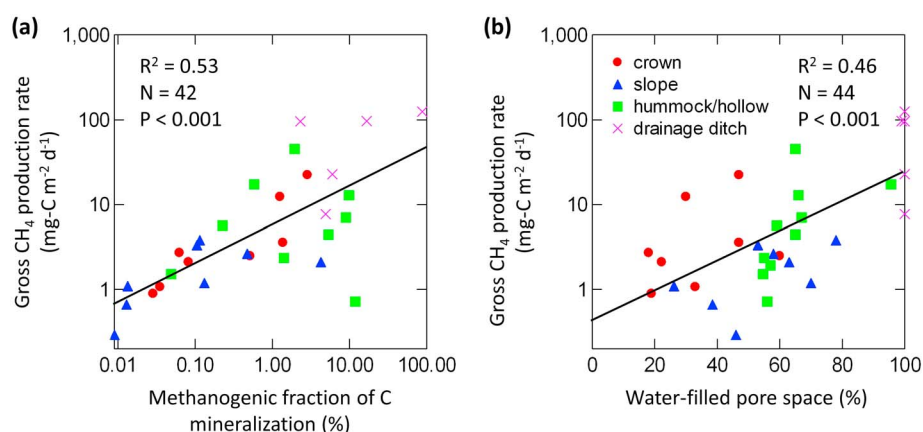 (a)
1,000
100
10
1
Gross CH₄ production rate
(mg-C m⁻² d⁻¹)
R² = 0.53
N = 42
P < 0.001
0.01 0.10 1.00 10.00 100.00
Methanogenic fraction of C
mineralization (%)
(b)
1,000
100
10
1
Gross CH₄ production rate
(mg-C m⁻² d⁻¹)
crown
slope
hummock/hollow
drainage ditch
R² = 0.46
N = 44
P < 0.001
0 20 40 60 80 100
Water-filled pore space (%)